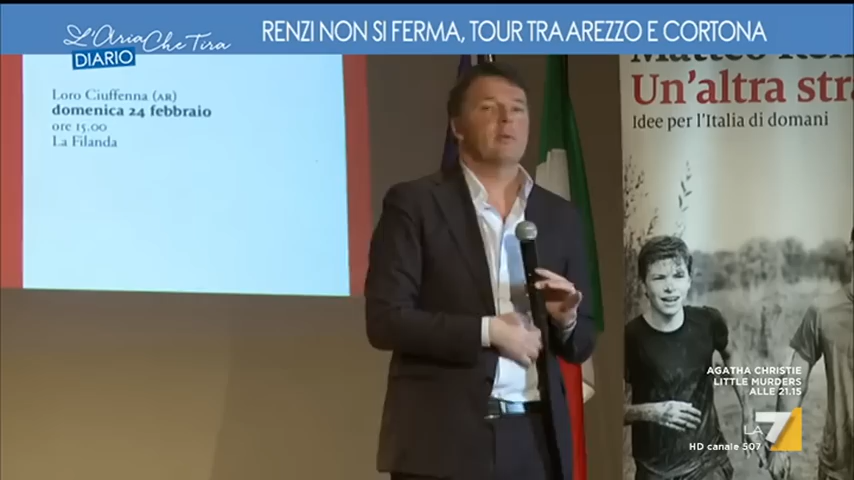 L'Aria Che Tira
DIARIO
RENZI NON SI FERMA, TOUR TRA AREZZO E CORTONA
Loro Ciuffenna (AR)
domenica 24 febbraio
ore 15.00
La Filanda
Matteo
Un'altra
Idee per l'Italia di domani
AGATHA CHRISTIE
LITTLE MURDERS
ALLE 21.15
LA 7
HD canale 507